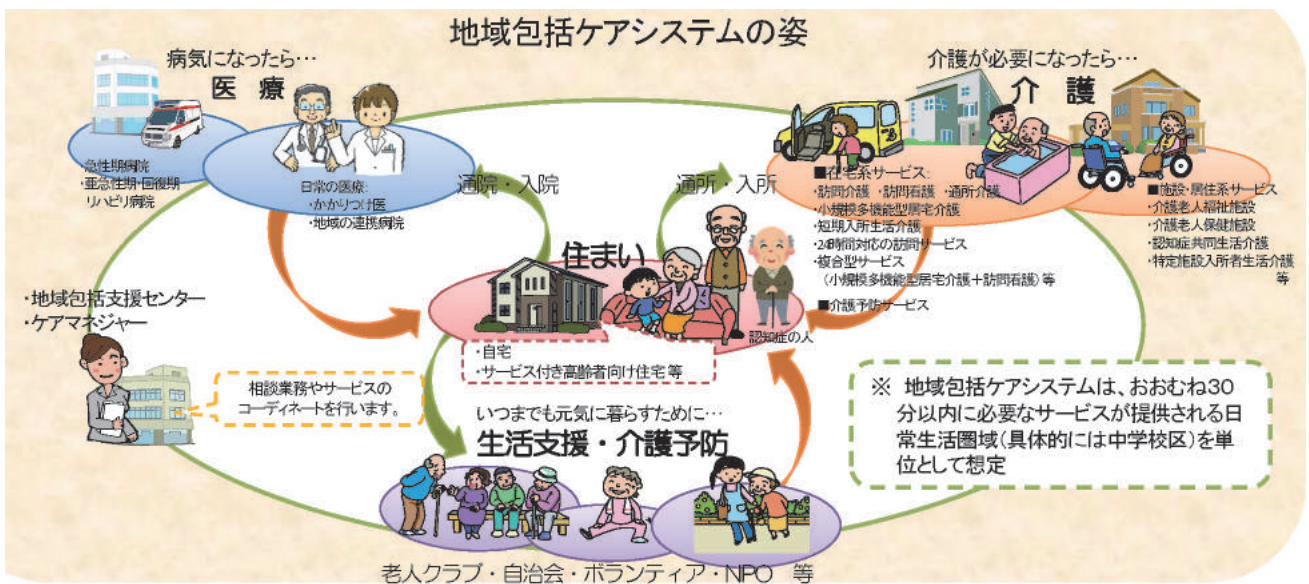 地域包括ケアシステムの姿
病気になったら…
医 療
・急性期病院
・亜急性期・回復期
リハビリ病院
日常の医療:
・かかりつけ医
・地域の連携病院
通院・入院
通所・入所
介護が必要になったら…
介 護
■在宅系サービス:
・訪問介護 ・訪問看護 ・通所介護
・小規模多機能型居宅介護
・短期入所生活介護
・24時間対応の訪問サービス
・複合型サービス
(小規模多機能型居宅介護+訪問看護)等
■介護予防サービス
■施設・居住系サービス
・介護老人福祉施設
・介護老人保健施設
・認知症共同生活介護
・特定施設入所者生活介護
等
住まい
認知症の人
・自宅
・サービス付き高齢者向け住宅 等
・地域包括支援センター
・ケアマネジャー
相談業務やサービスの
コーディネートを行います。
いつまでも元気に暮らすために…
生活支援・介護予防
老人クラブ・自治会・ボランティア・NPO 等
※ 地域包括ケアシステムは、おおむね30
分以内に必要なサービスが提供される日
常生活圏域(具体的には中学校区)を単
位として想定